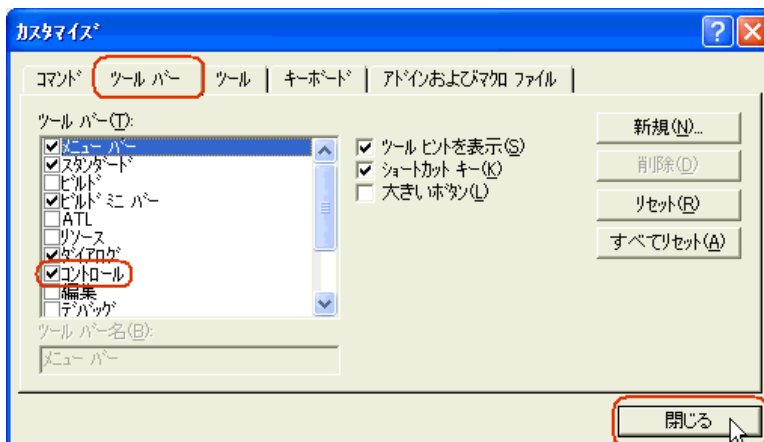 カスタマイズ
コマンド ツール バー ツール キーボード アドインおよびマクロ ファイル
ツール バー(T):
メニュー バー
スタンダード
ビルド
ビルド ミニ バー
ATL
リソース
ダイアログ
コントロール
編集
デバッグ
ツール バー名(B):
メニュー バー
ツール ヒントを表示(S)
ショートカット キー(K)
大きいボタン(L)
新規(N)...
削除(D)
リセット(R)
すべてリセット(A)
閉じる